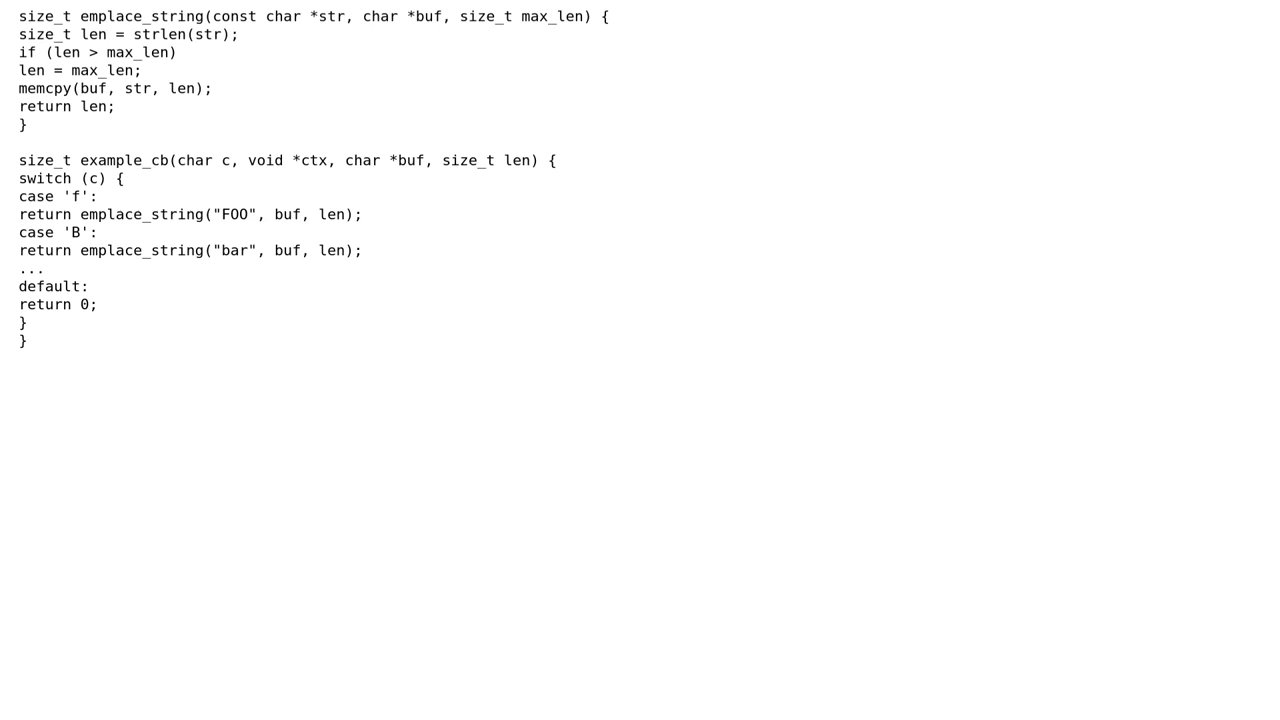 size_t emplace_string(const char *str, char *buf, size_t max_len) {
size_t len = strlen(str);
if (len > max_len)
len = max_len;
memcpy(buf, str, len);
return len;
}

size_t example_cb(char c, void *ctx, char *buf, size_t len) {
switch (c) {
case 'f':
return emplace_string("FOO", buf, len);
case 'B':
return emplace_string("bar", buf, len);
...
default:
return 0;
}
}